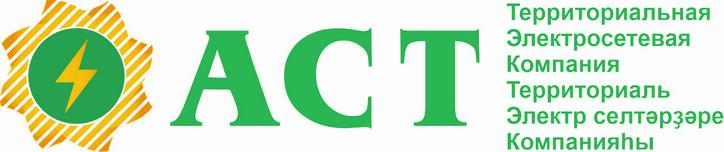 АСТ
Территориальная
Электросетевая
Компания
Территориаль
Электр селтәрҙәре
Компанияһы